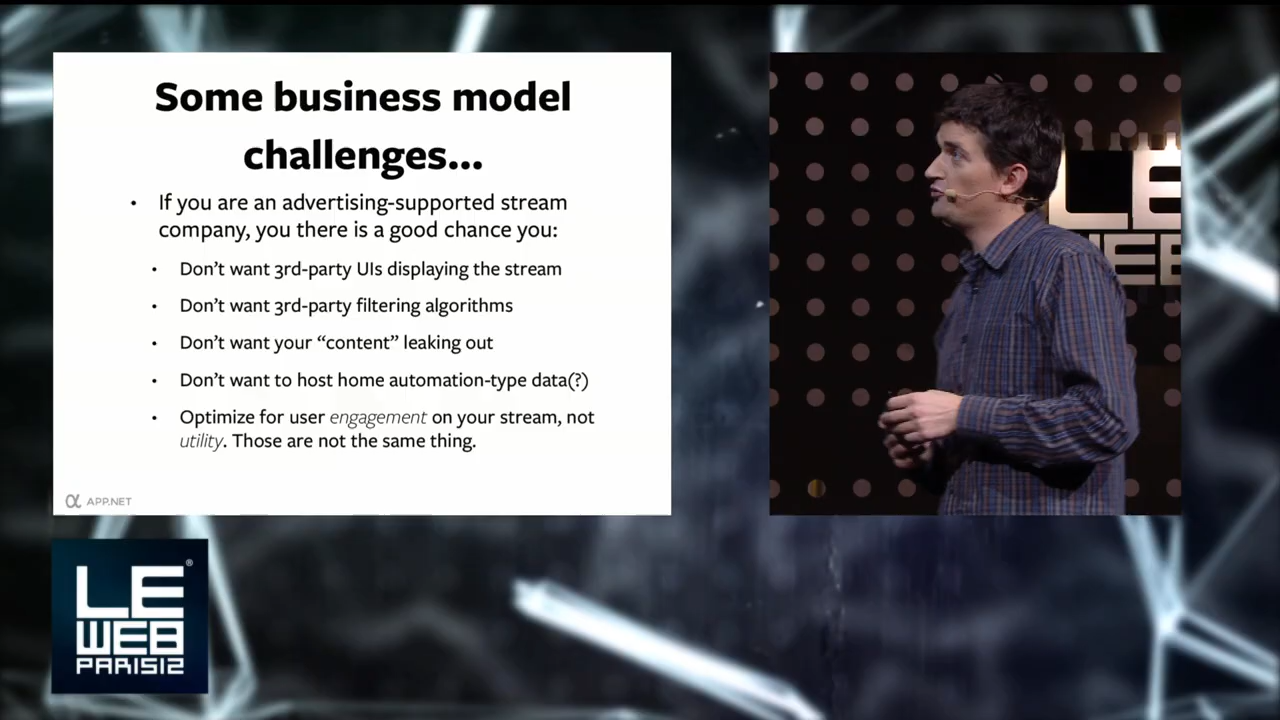 Some business model
challenges...
• If you are an advertising-supported stream
company, you there is a good chance you:
• Don't want 3rd-party UIs displaying the stream
• Don't want 3rd-party filtering algorithms
• Don't want your “content” leaking out
• Don't want to host home automation-type data(?)
• Optimize for user engagement on your stream, not
utility. Those are not the same thing.
α APP.NET
LE
WEB
LE®
WEB
PARIS12